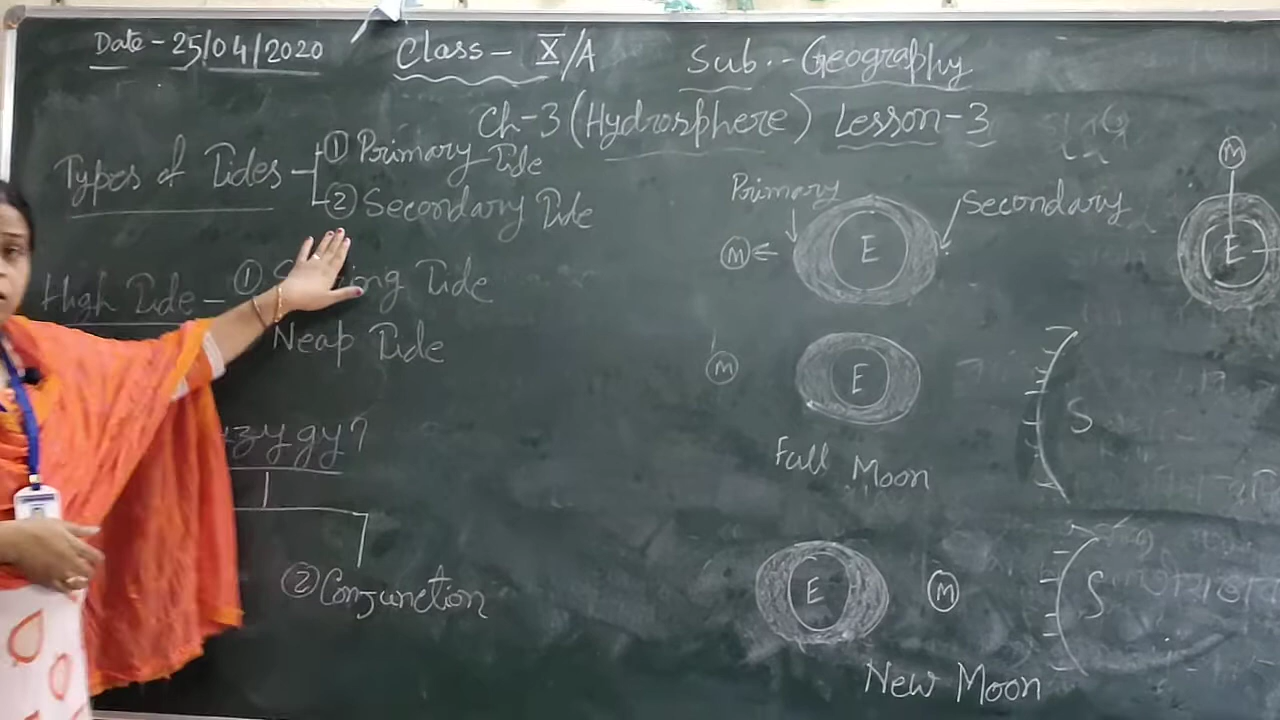 Date - 25/04/2020 Class - X/A Sub.- Geography
Ch-3 (Hydrosphere) Lesson-3
Types of Tides - ① Primary Tide
② Secondary Tide
High Tide - ① Tide
Neap Tide
② Conjunction
Primary Secondary
M E
M E S
Full Moon
E M S
New Moon
M
E